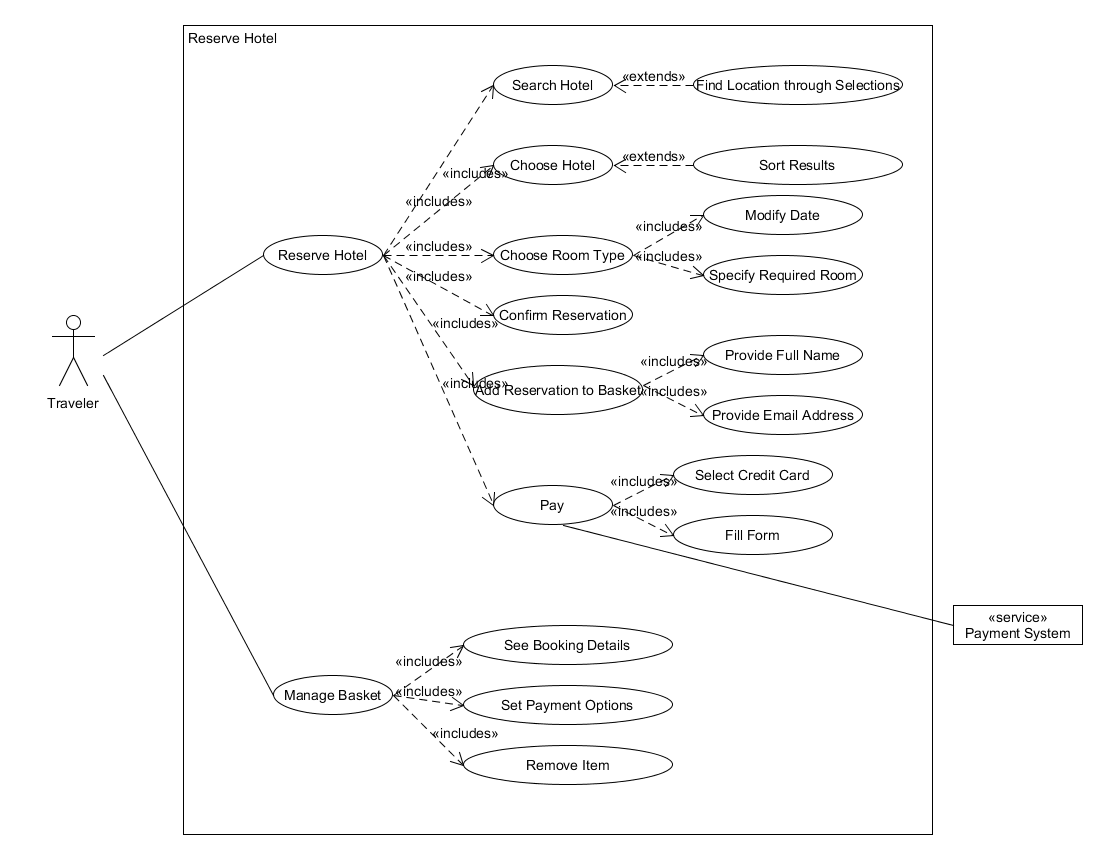 Reserve Hotel
Search Hotel
«extends»
Find Location through Selections
Choose Hotel
«extends»
Sort Results
«includes»
«includes»
Modify Date
«includes»
Reserve Hotel
«includes»
Choose Room Type
«includes»
Specify Required Room
«includes»
Confirm Reservation
«includes»
Provide Full Name
«includes»
«includes»
Add Reservation to Basket
«includes»
Provide Email Address
Traveler
Select Credit Card
«includes»
Pay
«includes»
Fill Form
«service»
Payment System
See Booking Details
«includes»
Manage Basket
«includes»
Set Payment Options
«includes»
Remove Item